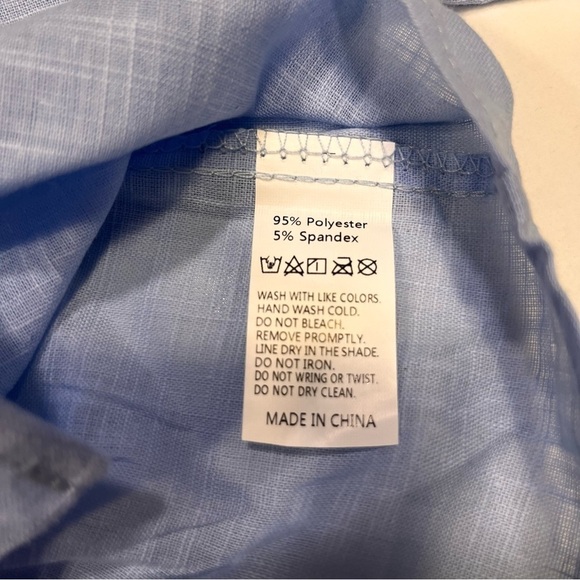 95% Polyester
5% Spandex
WASH WITH LIKE COLORS.
HAND WASH COLD.
DO NOT BLEACH.
REMOVE PROMPTLY.
LINE DRY IN THE SHADE.
DO NOT IRON.
DO NOT WRING OR TWIST.
DO NOT DRY CLEAN.
MADE IN CHINA